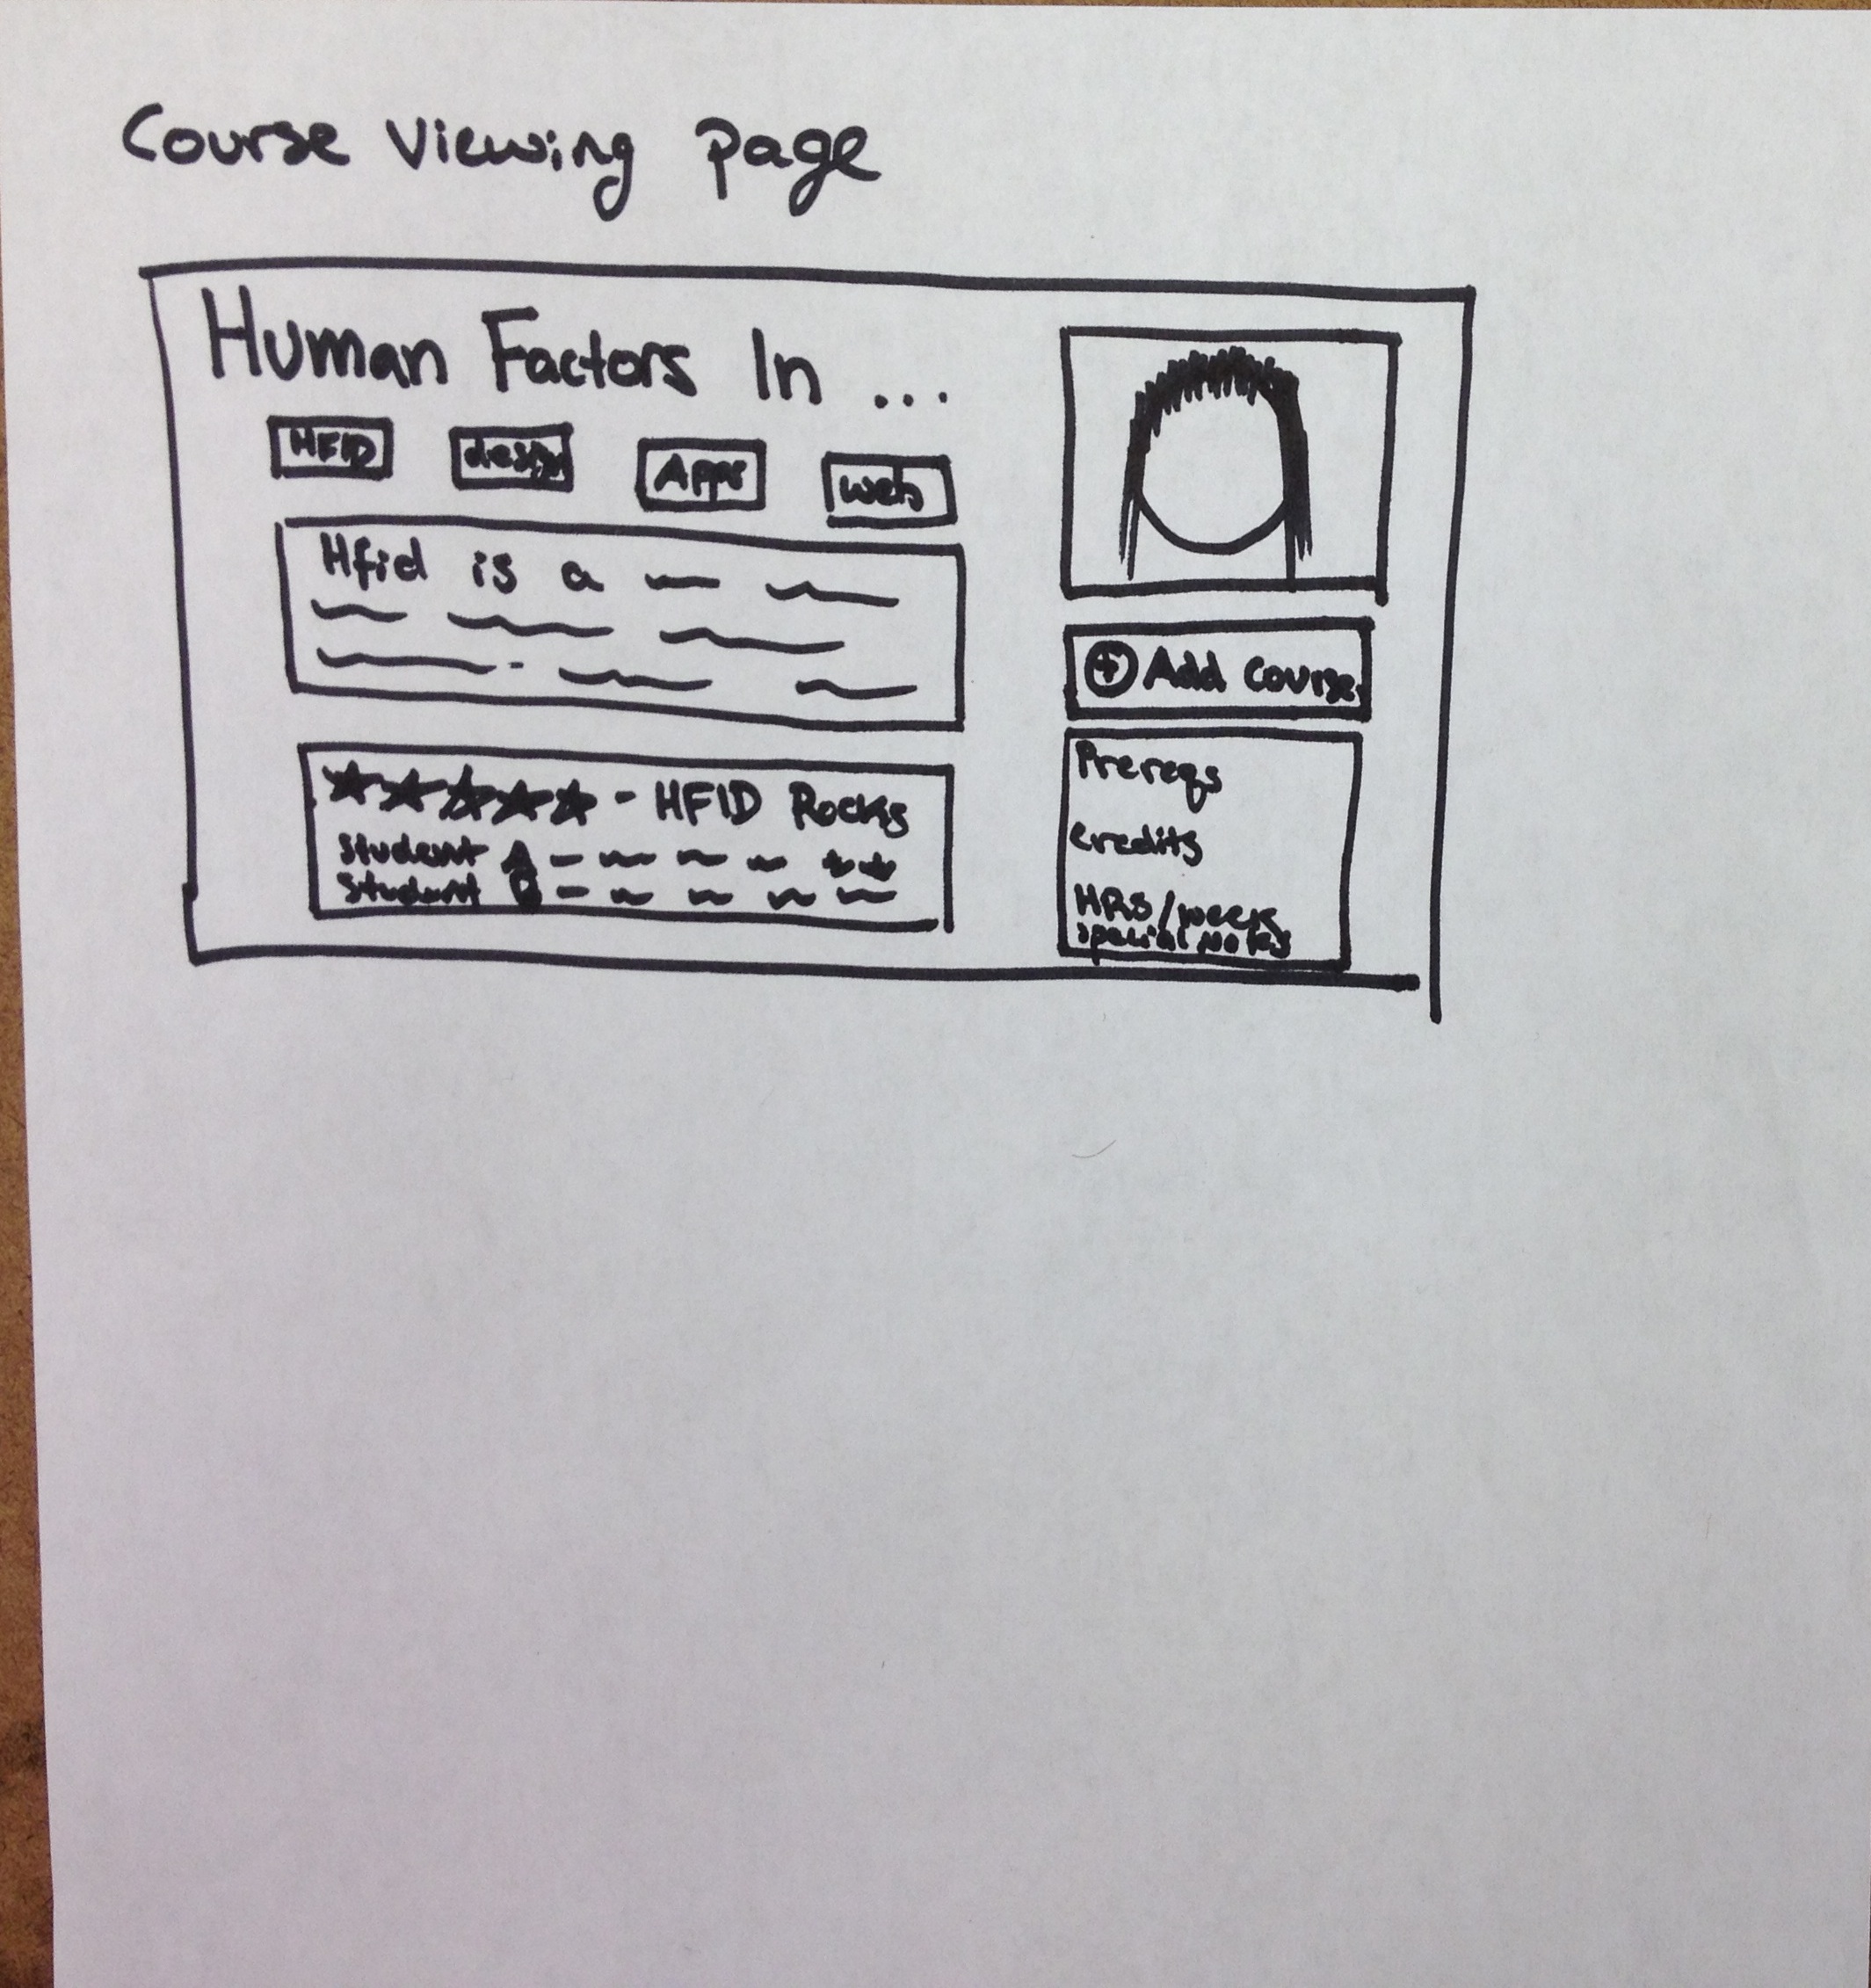 Course Viewing page
Human Factors In ...
HFID design Apps web
Hfid is a
- HFID Rocks
Student A -
Student B -
+ Add Course
Prereqs
Credits
HRS/week
special notes